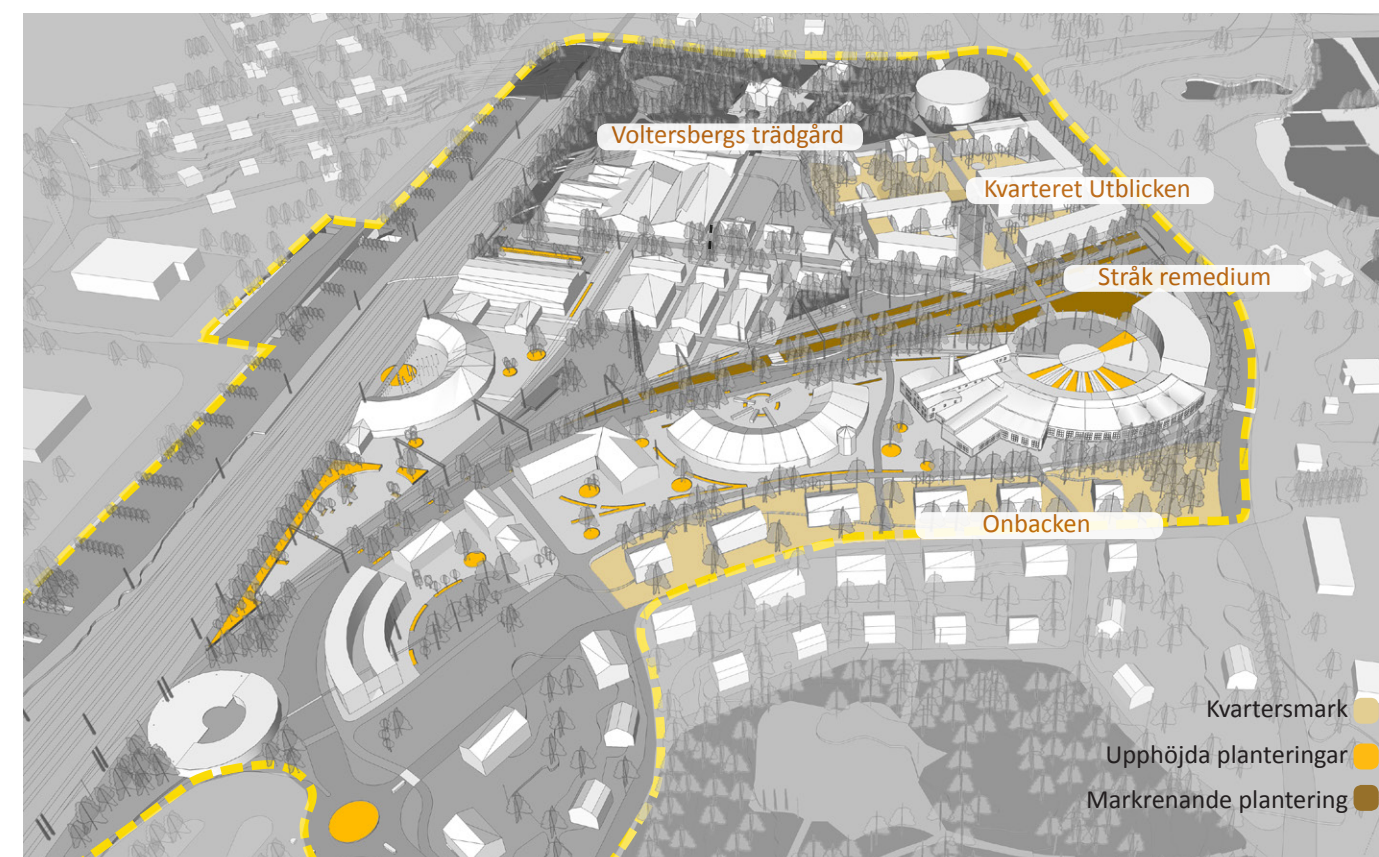 Voltersbergs trädgård
Kvarteret Utblicken
Stråk remedium
Onbacken
Kvartersmark
Upphöjda planteringar
Markrenande plantering